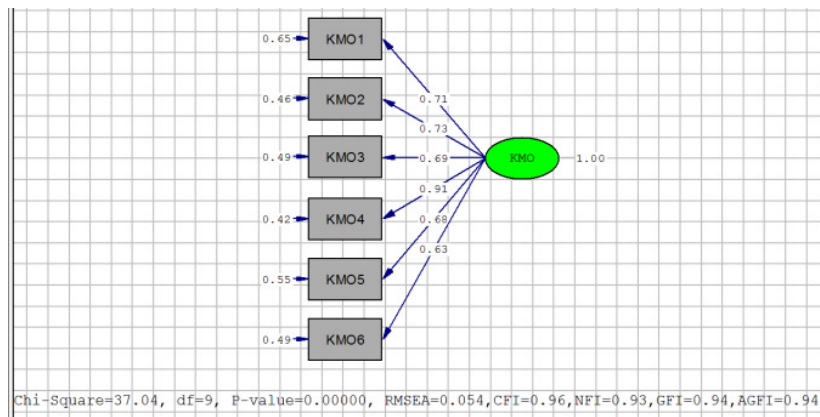 0.65 KMO1
0.71
0.46 KMO2
0.73
0.49 KMO3 0.69 KMO 1.00
0.91
0.42 KMO4 0.68
0.63
0.55 KMO5
0.49 KMO6
Chi-Square=37.04, df=9, P-value=0.00000, RMSEA=0.054,CFI=0.96,NFI=0.93,GFI=0.94,AGFI=0.94